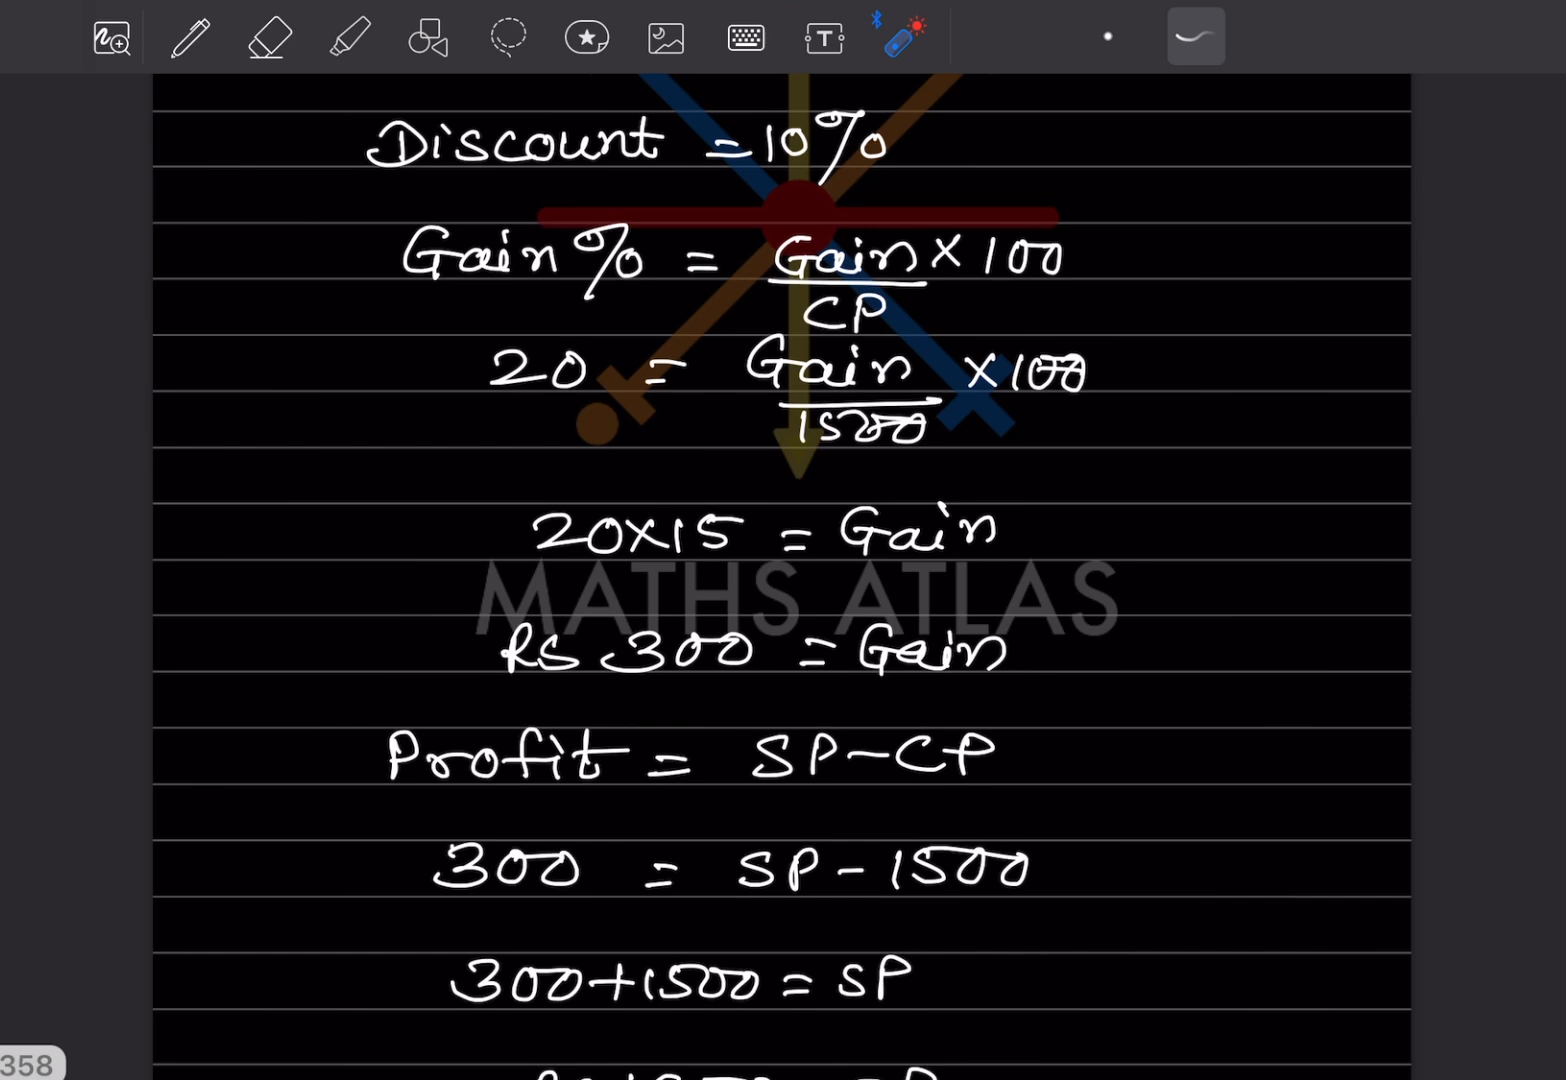 Discount = 10%
Gain % = Gain × 100
CP
20 = Gain × 100
1500
20×15 = Gain
MATHS ATLAS
Rs 300 = Gain
Profit = SP-CP
300 = SP - 1500
300+1500 = SP
358